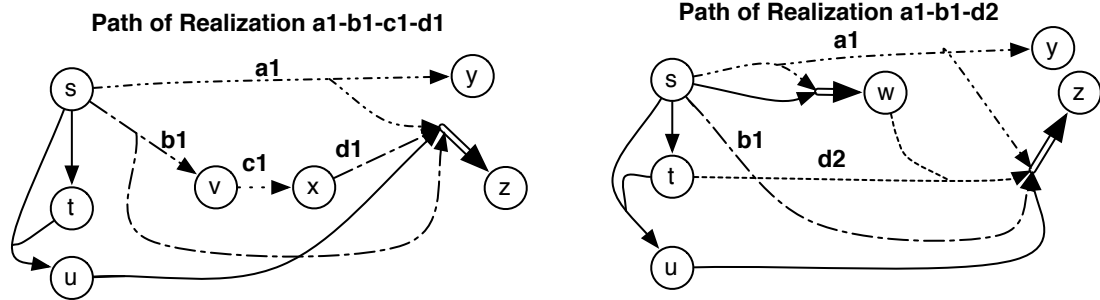 Path of Realization a1-b1-c1-d1
a1
s
y
b1
c1
d1
v
x
z
t
u
Path of Realization a1-b1-d2
a1
y
s
w
z
b1
d2
t
u